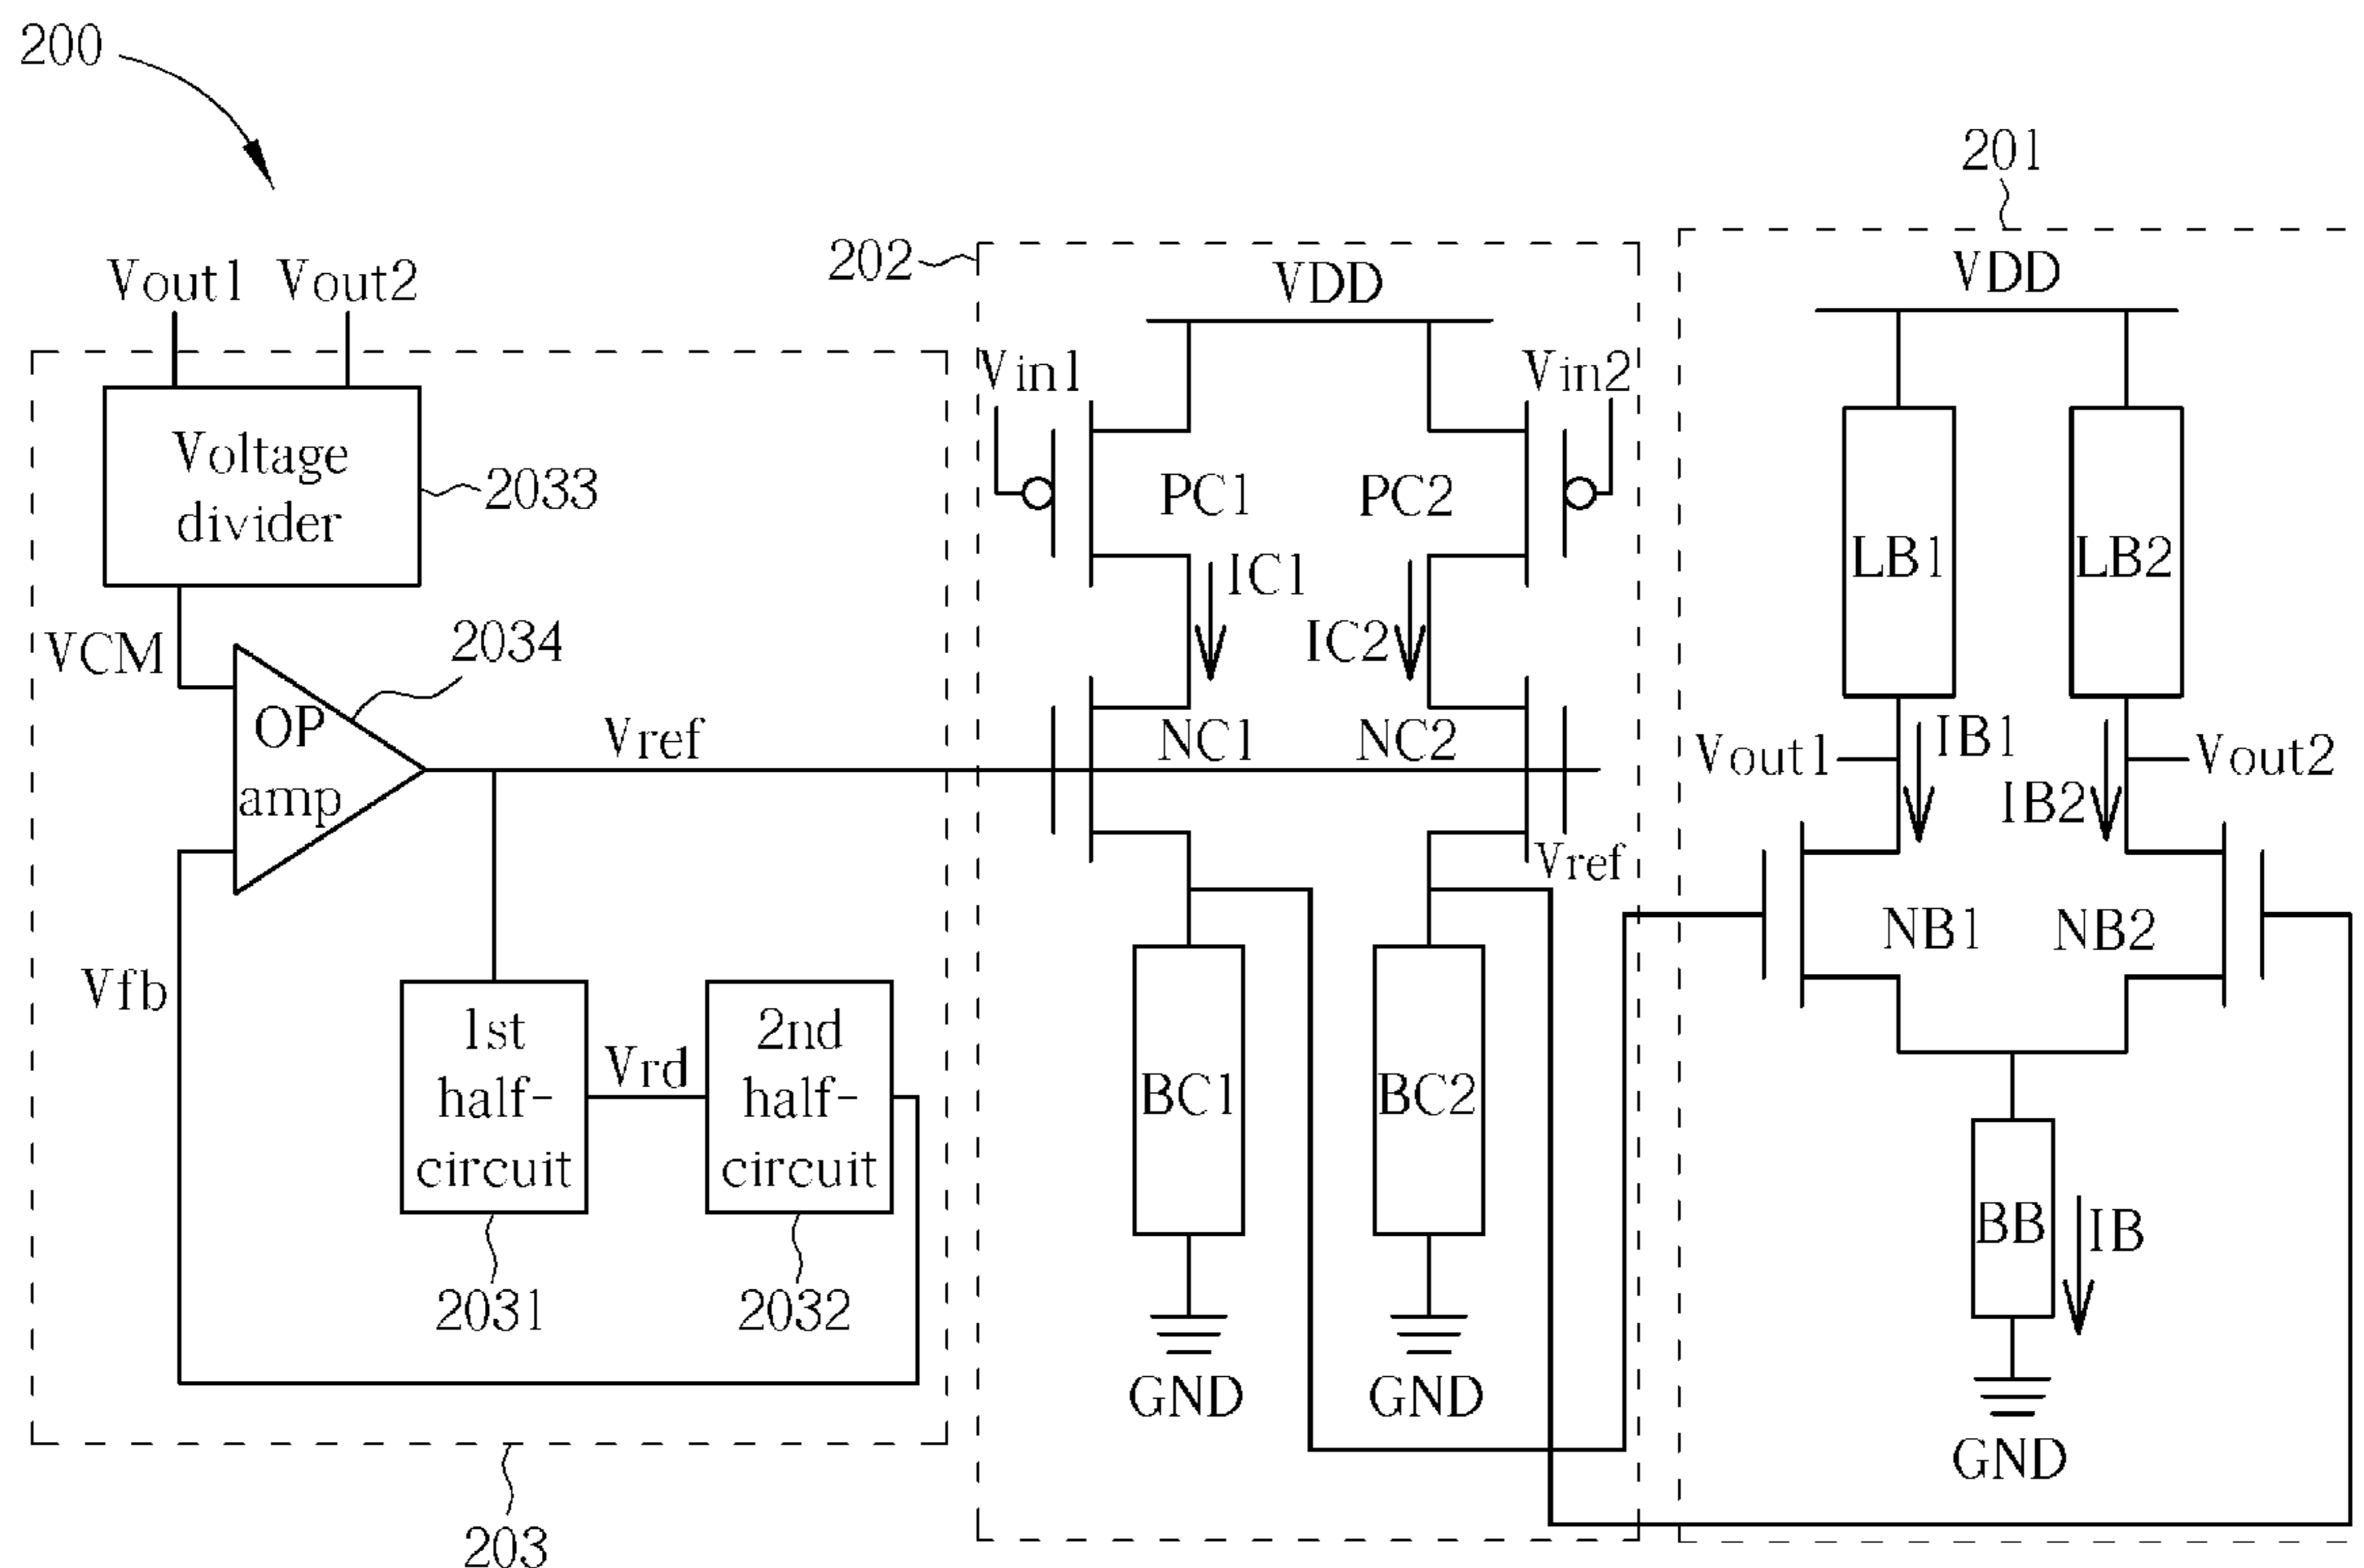 200
201
202
VDD
VDD
Vout1 Vout2
Vin1
Vin2
Voltage
divider
2033
PC1
PC2
LB1
LB2
IC1
IC2
VCM
2034
OP
amp
Vref
NC1
NC2
IB1
Vout1
Vout2
IB2
Vref
NB1
NB2
Vfb
1st
half-
circuit
Vrd
2nd
half-
circuit
BC1
BC2
BB
IB
2031
2032
GND
GND
GND
203